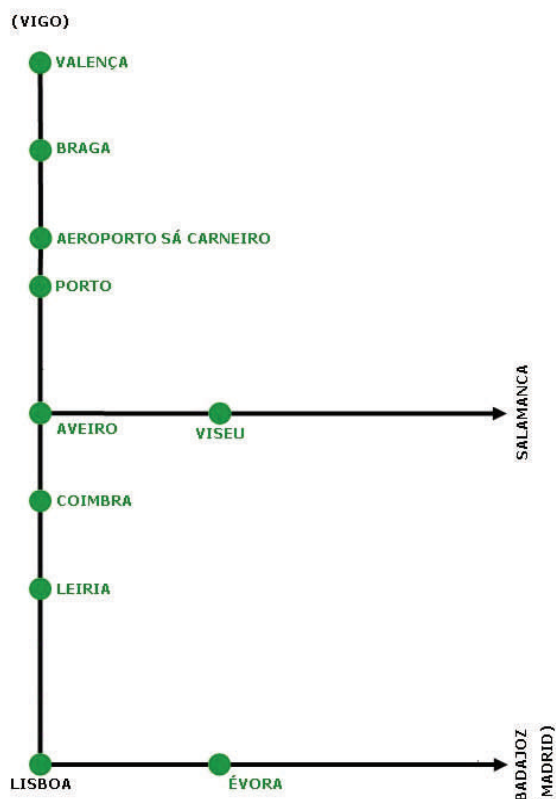 (VIGO)
VALENÇA
BRAGA
AEROPORTO SÁ CARNEIRO
PORTO
AVEIRO
VISEU
SALAMANCA
COIMBRA
LEIRIA
LISBOA
ÉVORA
BADAJOZ
MADRID)